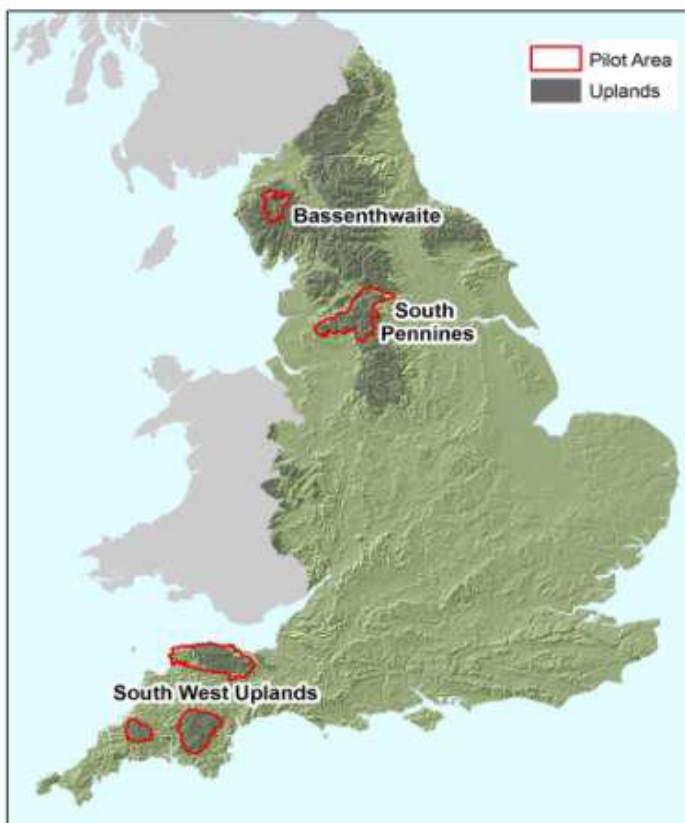 Pilot Area
Uplands
Bassenthwaite
South
Pennines
South West Uplands